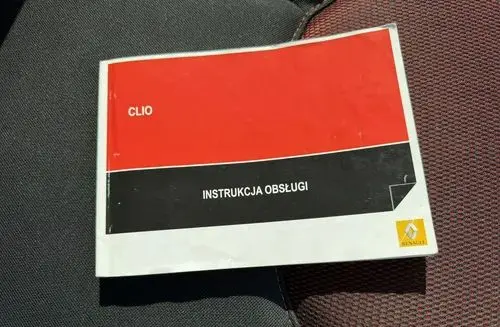 CLIO
INSTRUKCJA OBSŁUGI
RENAULT